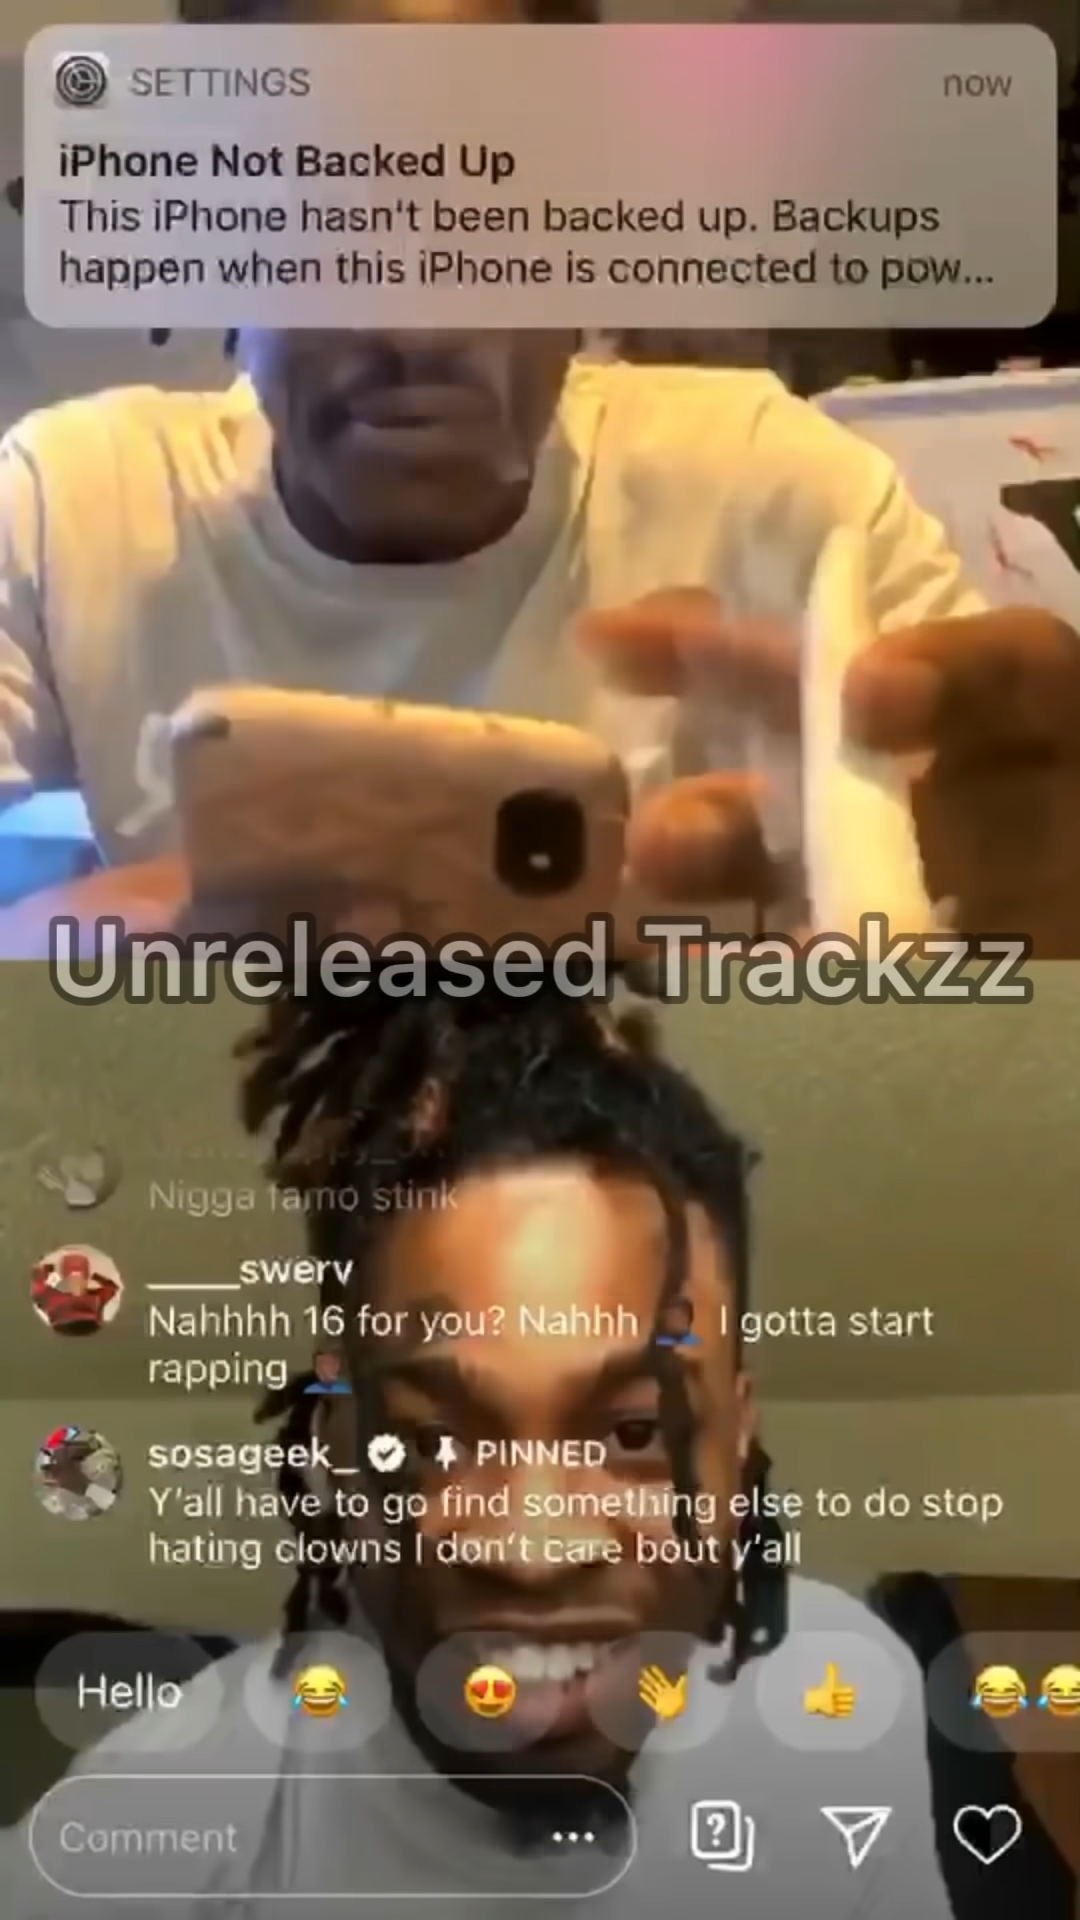 SETTINGS now
iPhone Not Backed Up
This iPhone hasn't been backed up. Backups
happen when this iPhone is connected to pow...
Unreleased Trackzz
Nigga famo stink
____swerv
Nahhhh 16 for you? Nahhh 🤦🏾‍♂️ I gotta start
rapping 🤦🏾‍♂️
sosageek_ PINNED
Y'all have to go find something else to do stop
hating clowns I don't care bout y'all
Hello 😂 😍 👋 👍 😂😂
Comment